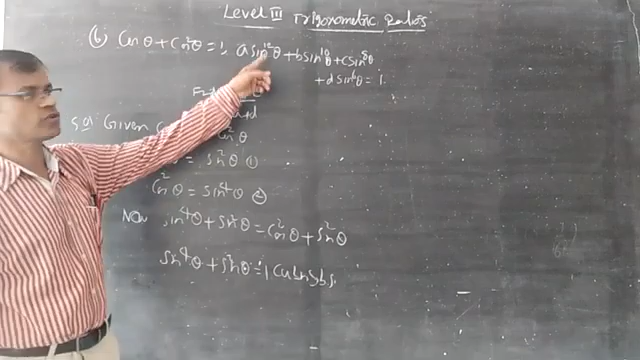 Level III Trigonometric Ratios
(6) Cosθ + Cos²θ = 1, a sin¹²θ + b sin¹⁰θ + c sin⁸θ
+ d sin⁶θ = 1.
Sol: Given
²θ
sin²θ ①
Cos²θ = sin⁴θ ②
Now sin⁴θ + sin²θ = Cos²θ + sin²θ
sin⁴θ + sin²θ = 1